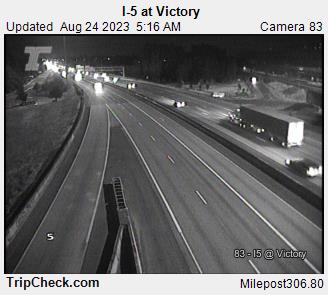 I-5 at Victory
Updated Aug 24 2023 5:16 AM Camera 83
S
83 - I5 @ Victory
TripCheck.com Milepost306.80